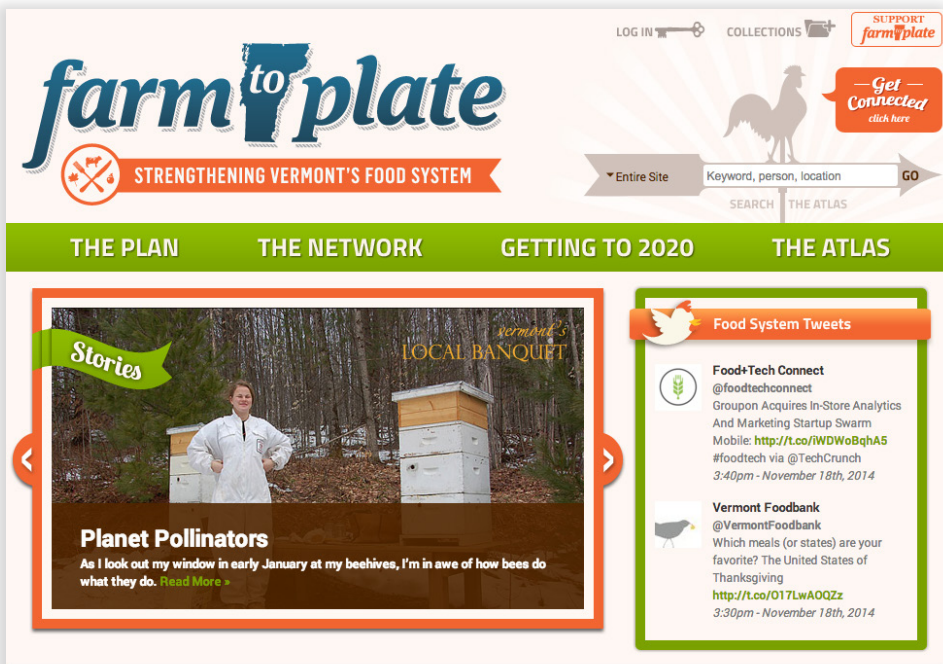 LOG IN
COLLECTIONS
SUPPORT
farm plate
farm to plate
STRENGTHENING VERMONT'S FOOD SYSTEM
Get
Connected
click here
Entire Site
Keyword, person, location
GO
SEARCH THE ATLAS
THE PLAN
THE NETWORK
GETTING TO 2020
THE ATLAS
Stories
vermont's
LOCAL BANQUET
Planet Pollinators
As I look out my window in early January at my beehives, I'm in awe of how bees do
what they do. Read More »
Food System Tweets
Food+Tech Connect
@foodtechconnect
Groupon Acquires In-Store Analytics
And Marketing Startup Swarm
Mobile: http://t.co/iWDWoBqhA5
#foodtech via @TechCrunch
3:40pm - November 18th, 2014
Vermont Foodbank
@VermontFoodbank
Which meals (or states) are your
favorite? The United States of
Thanksgiving
http://t.co/O17LwAOQZz
3:30pm - November 18th, 2014